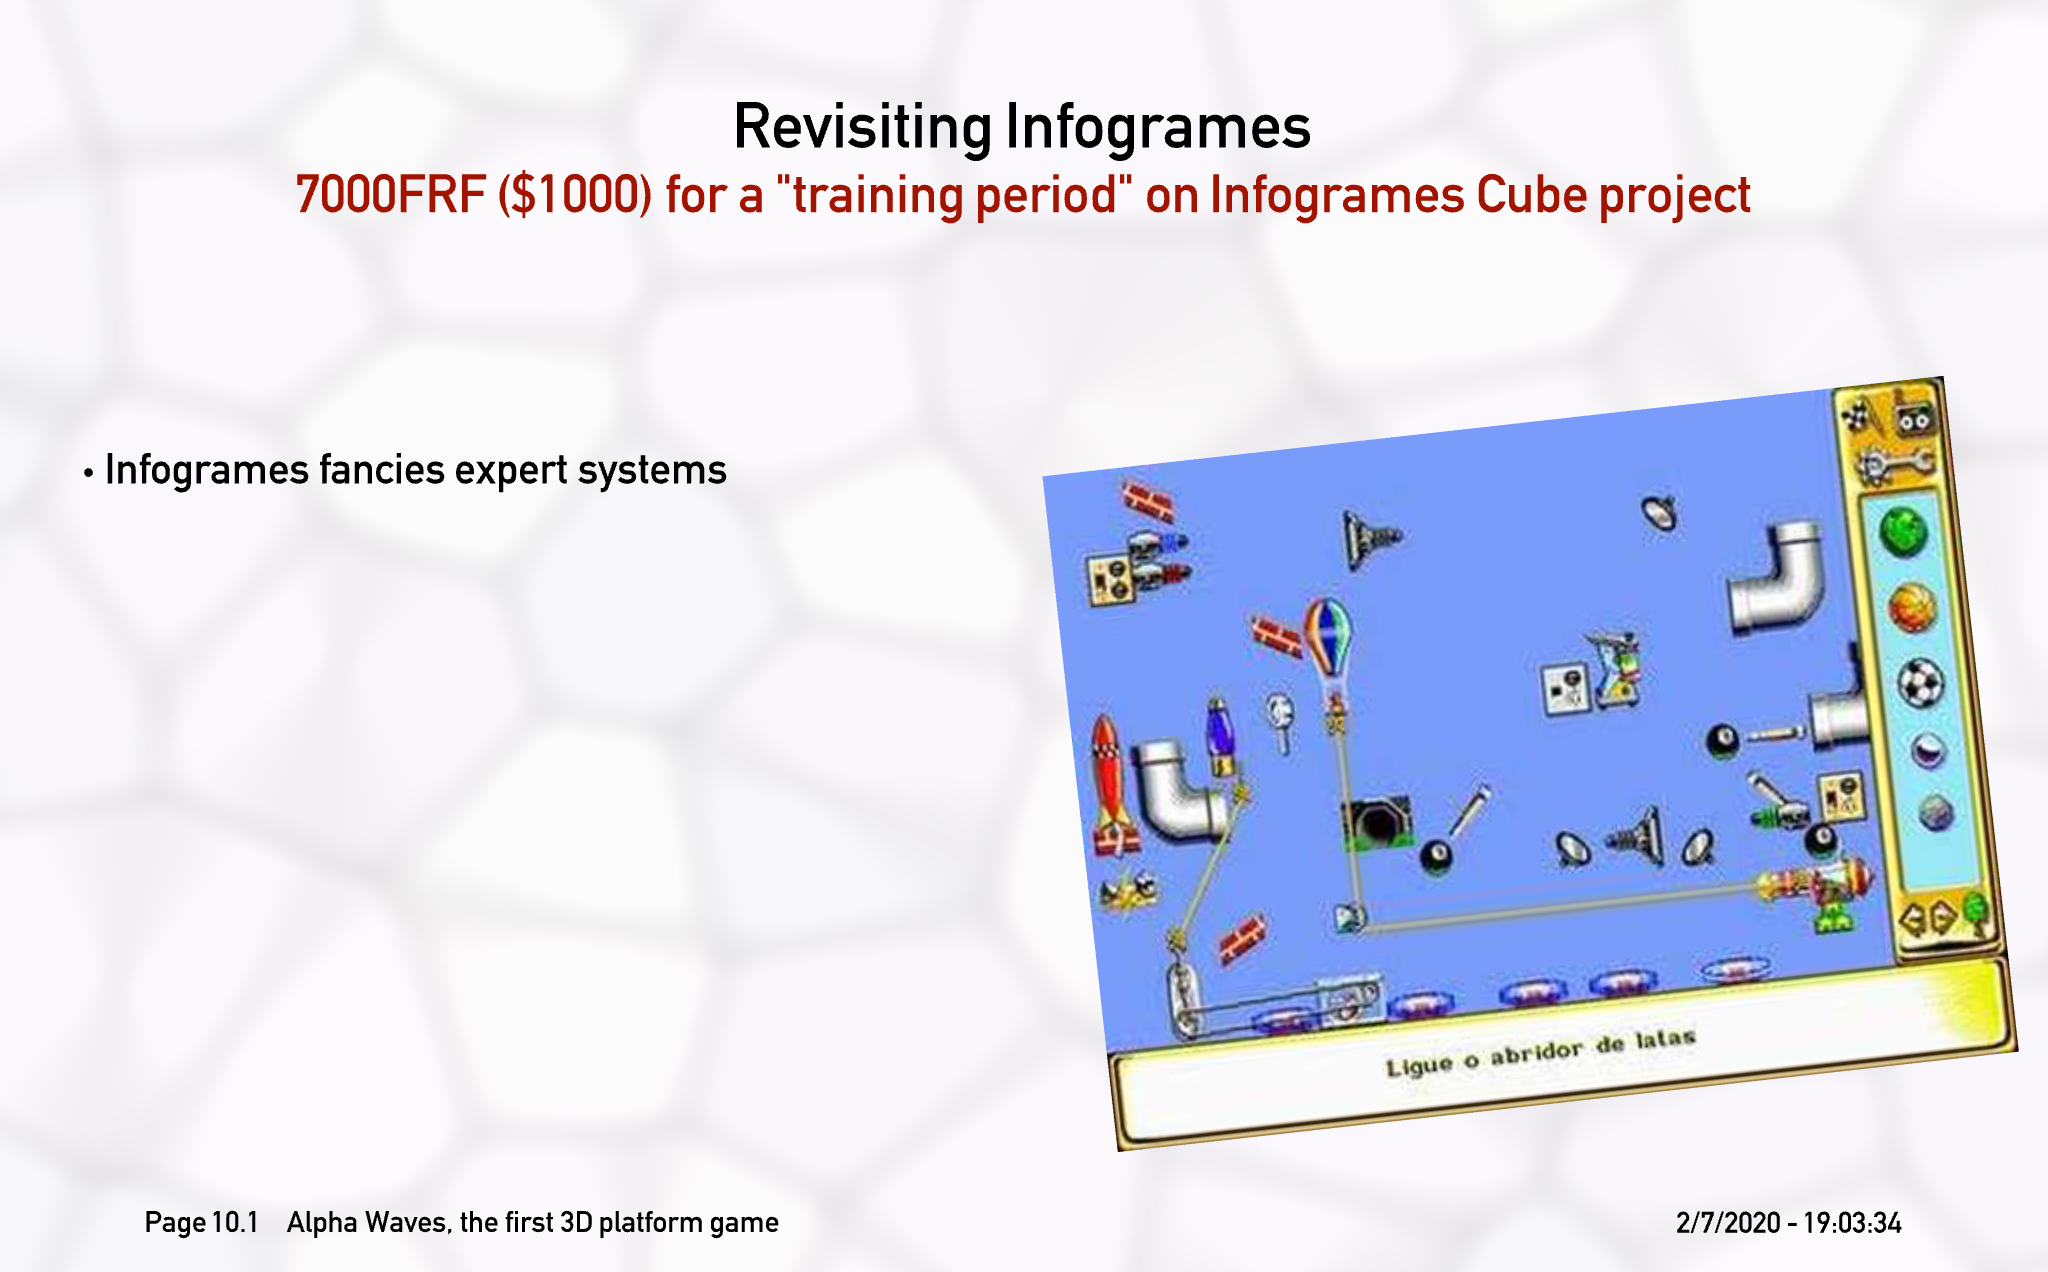 Revisiting Infogrames
7000FRF ($1000) for a "training period" on Infogrames Cube project
• Infogrames fancies expert systems
Ligue o abridor de latas
Page 10.1 Alpha Waves, the first 3D platform game
2/7/2020 - 19:03:34